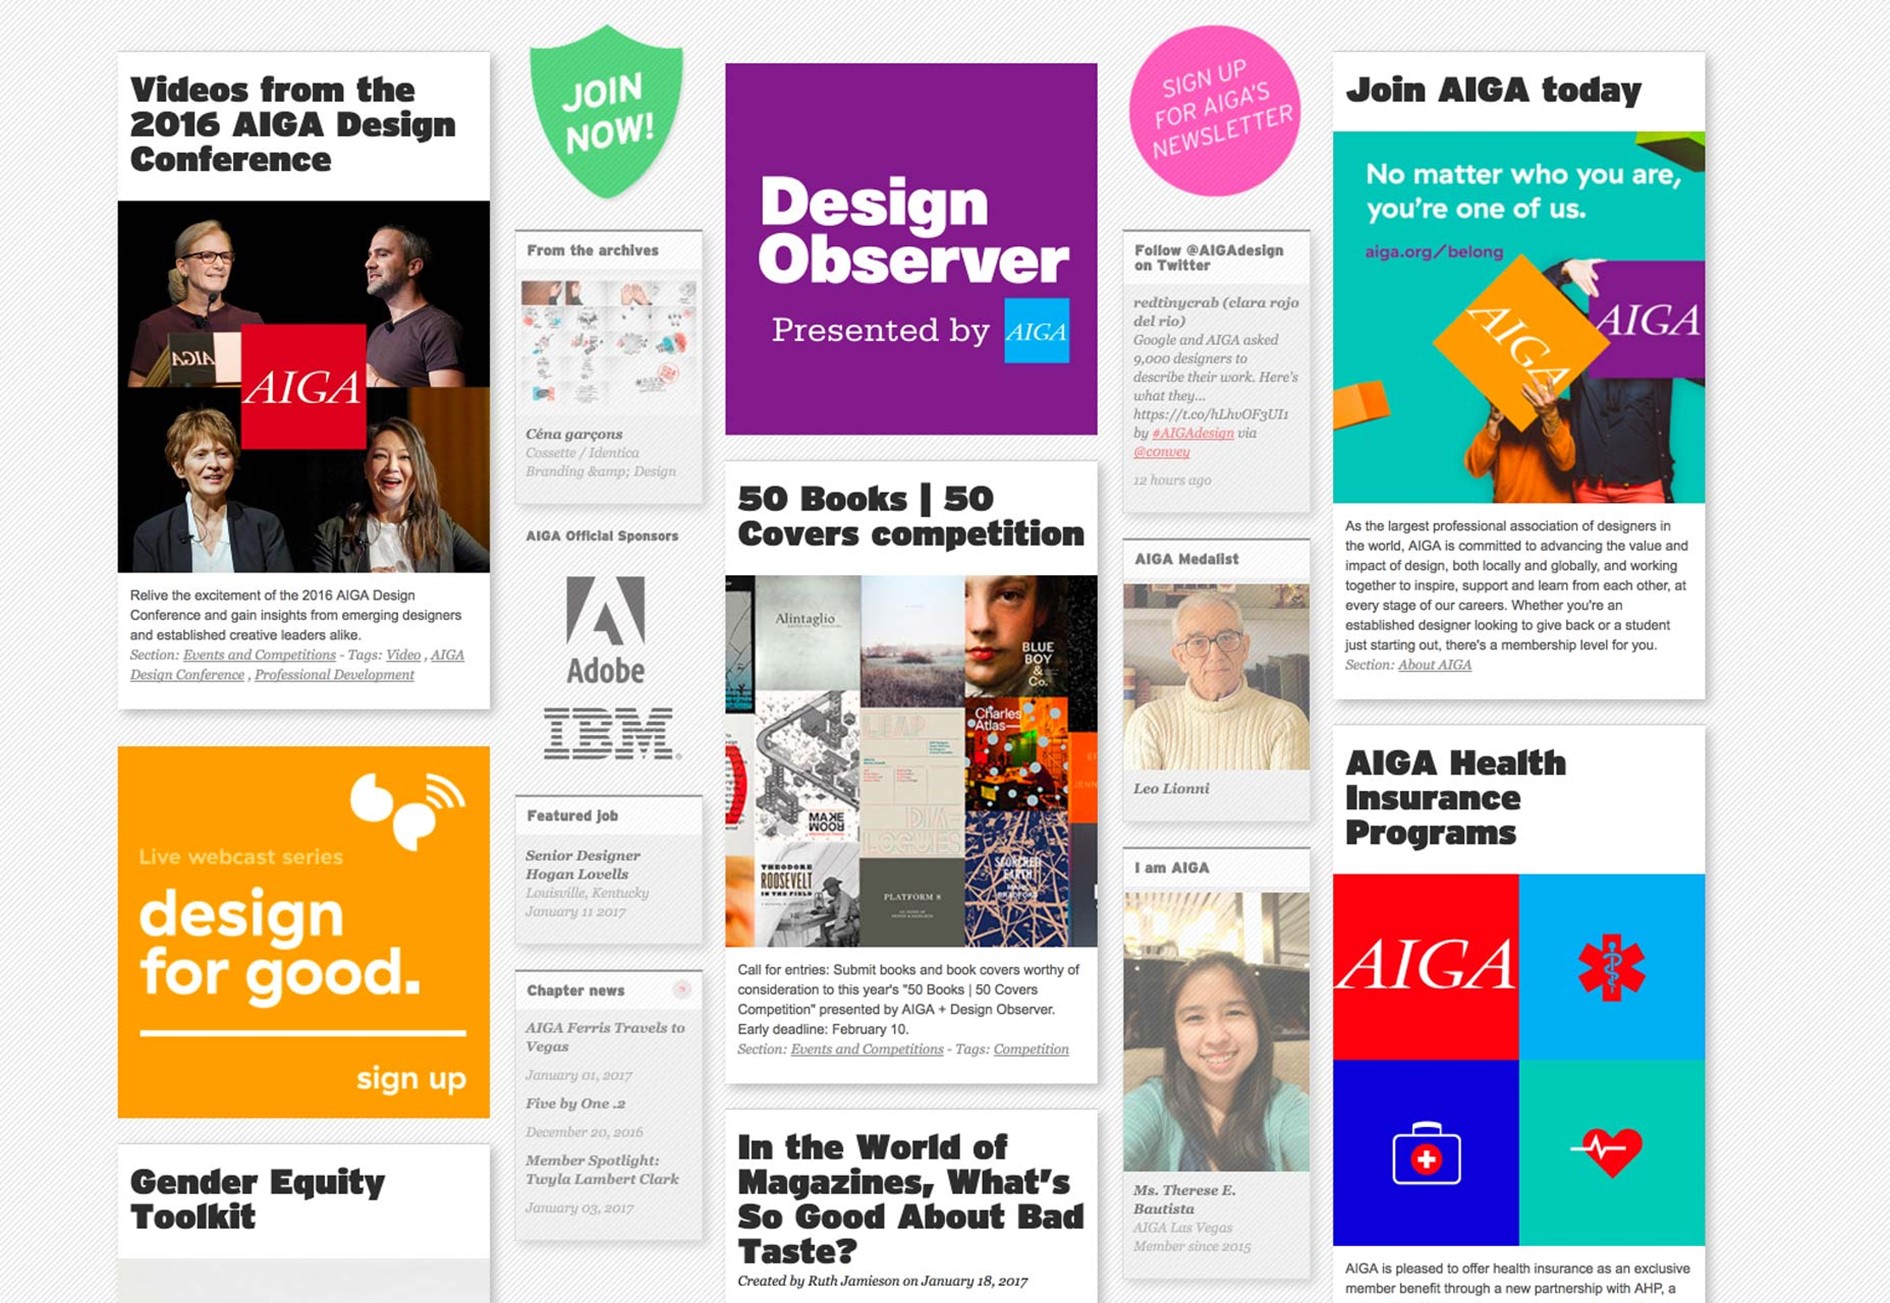 Videos from the
2016 AIGA Design
Conference
AIGA
AIGA
Relive the excitement of the 2016 AIGA Design
Conference and gain insights from emerging designers
and established creative leaders alike.
Section: Events and Competitions - Tags: Video , AIGA
Design Conference , Professional Development
Live webcast series
design
for good.
sign up
Gender Equity
Toolkit
JOIN
NOW!
From the archives
Céna garçons
Cossette / Identica
Branding &amp; Design
AIGA Official Sponsors
Adobe
IBM
Featured job
Senior Designer
Hogan Lovells
Louisville, Kentucky
January 11 2017
Chapter news
AIGA Ferris Travels to
Vegas
January 01, 2017
Five by One .2
December 20, 2016
Member Spotlight:
Twyla Lambert Clark
January 03, 2017
Design
Observer
Presented by AIGA
50 Books | 50
Covers competition
Alintaglio
BLUE
BOY
&
Co.
Charles
Atlas—
LEAP
DIA-
LOGUES
MAKE
ROOM
THEODORE
ROOSEVELT
IN THE FIELD
PLATFORM 8
SCORCHED
EARTH
Call for entries: Submit books and book covers worthy of
consideration to this year's "50 Books | 50 Covers
Competition" presented by AIGA + Design Observer.
Early deadline: February 10.
Section: Events and Competitions - Tags: Competition
In the World of
Magazines, What's
So Good About Bad
Taste?
Created by Ruth Jamieson on January 18, 2017
SIGN UP
FOR AIGA'S
NEWSLETTER
Follow @AIGAdesign
on Twitter
redtinycrab (clara rojo
del rio)
Google and AIGA asked
9,000 designers to
describe their work. Here's
what they...
https://t.co/hLhvOF3UI1
by #AIGAdesign via
@convey
12 hours ago
AIGA Medalist
Leo Lionni
I am AIGA
Ms. Therese E.
Bautista
AIGA Las Vegas
Member since 2015
Join AIGA today
No matter who you are,
you're one of us.
aiga.org/belong
AIGA
AIGA
As the largest professional association of designers in
the world, AIGA is committed to advancing the value and
impact of design, both locally and globally, and working
together to inspire, support and learn from each other, at
every stage of our careers. Whether you're an
established designer looking to give back or a student
just starting out, there's a membership level for you.
Section: About AIGA
AIGA Health
Insurance
Programs
AIGA
AIGA is pleased to offer health insurance as an exclusive
member benefit through a new partnership with AHP, a